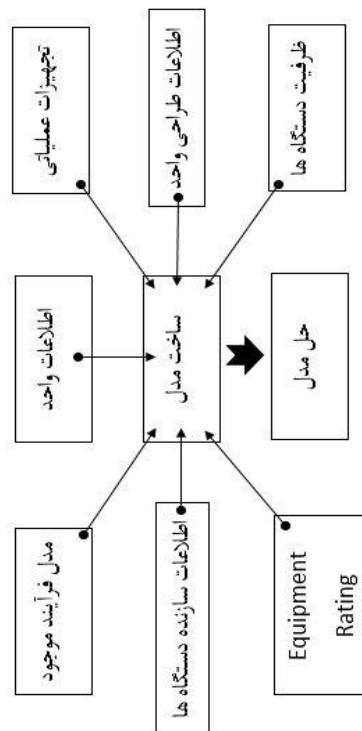 تجهیزات عملیاتی
اطلاعات واحد
مدل فرآیند موجود
اطلاعات طراحی واحد
ساخت مدل
اطلاعات سازنده دستگاه ها
ظرفیت دستگاه ها
حل مدل
Equipment
Rating